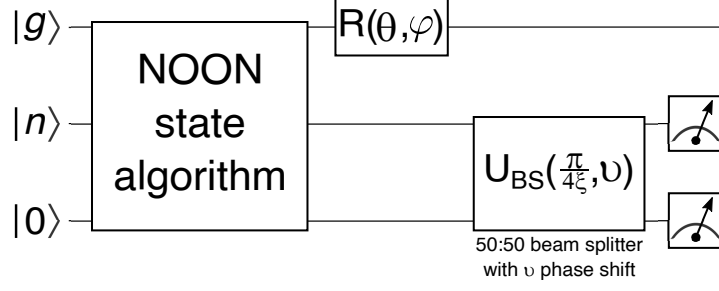 |g⟩
R(θ,φ)
NOON
state
algorithm
|n⟩
U_BS(π/4ξ,υ)
|0⟩
50:50 beam splitter
with υ phase shift